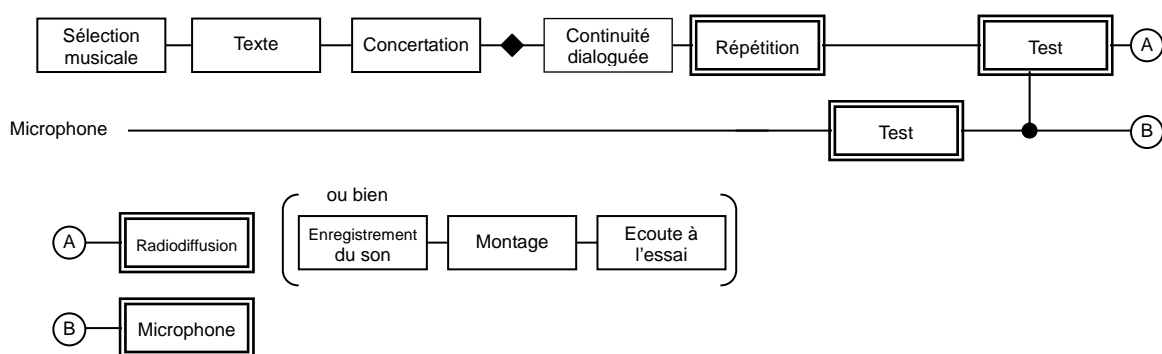 Sélection
musicale
Texte
Concertation
Continuité
dialoguée
Répétition
Test
A
Microphone
Test
B
ou bien
A
Radiodiffusion
Enregistrement
du son
Montage
Ecoute à
l'essai
B
Microphone